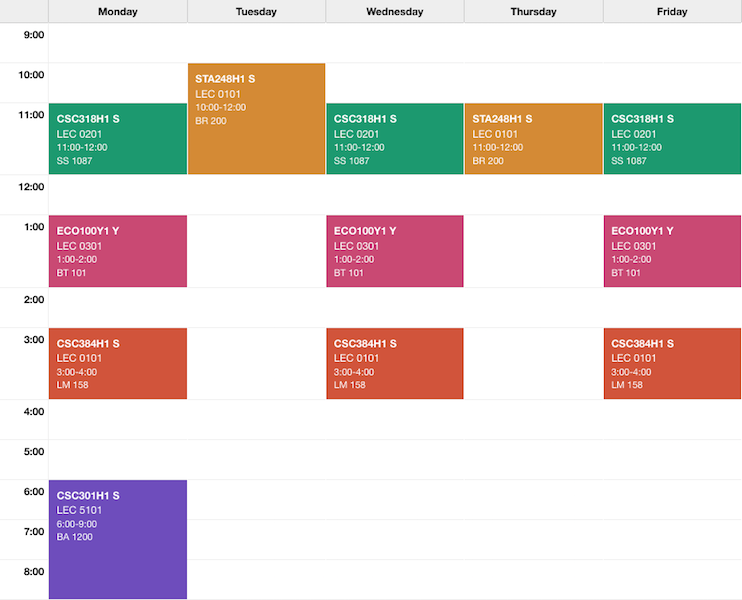 Monday Tuesday Wednesday Thursday Friday
9:00
10:00
STA248H1 S
LEC 0101
10:00-12:00
BR 200
11:00
CSC318H1 S
LEC 0201
11:00-12:00
SS 1087
CSC318H1 S
LEC 0201
11:00-12:00
SS 1087
STA248H1 S
LEC 0101
11:00-12:00
BR 200
CSC318H1 S
LEC 0201
11:00-12:00
SS 1087
12:00
1:00
ECO100Y1 Y
LEC 0301
1:00-2:00
BT 101
ECO100Y1 Y
LEC 0301
1:00-2:00
BT 101
ECO100Y1 Y
LEC 0301
1:00-2:00
BT 101
2:00
3:00
CSC384H1 S
LEC 0101
3:00-4:00
LM 158
CSC384H1 S
LEC 0101
3:00-4:00
LM 158
CSC384H1 S
LEC 0101
3:00-4:00
LM 158
4:00
5:00
6:00
CSC301H1 S
LEC 5101
6:00-9:00
BA 1200
7:00
8:00